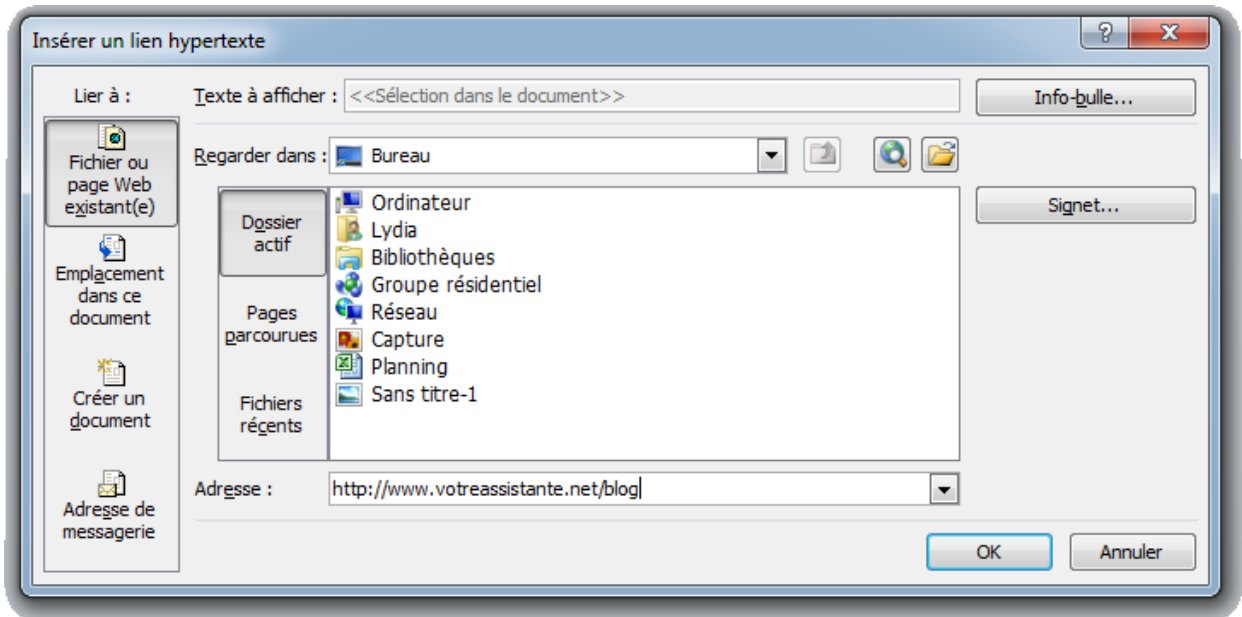 Insérer un lien hypertexte
Lier à :
Texte à afficher : <<Sélection dans le document>>
Info-bulle...
Fichier ou
page Web
existant(e)
Emplacement
dans ce
document
Créer un
document
Adresse de
messagerie
Regarder dans : Bureau
Dossier
actif
Pages
parcourues
Fichiers
récents
Ordinateur
Lydia
Bibliothèques
Groupe résidentiel
Réseau
Capture
Planning
Sans titre-1
Signet...
Adresse : http://www.votreassistante.net/blog
OK
Annuler